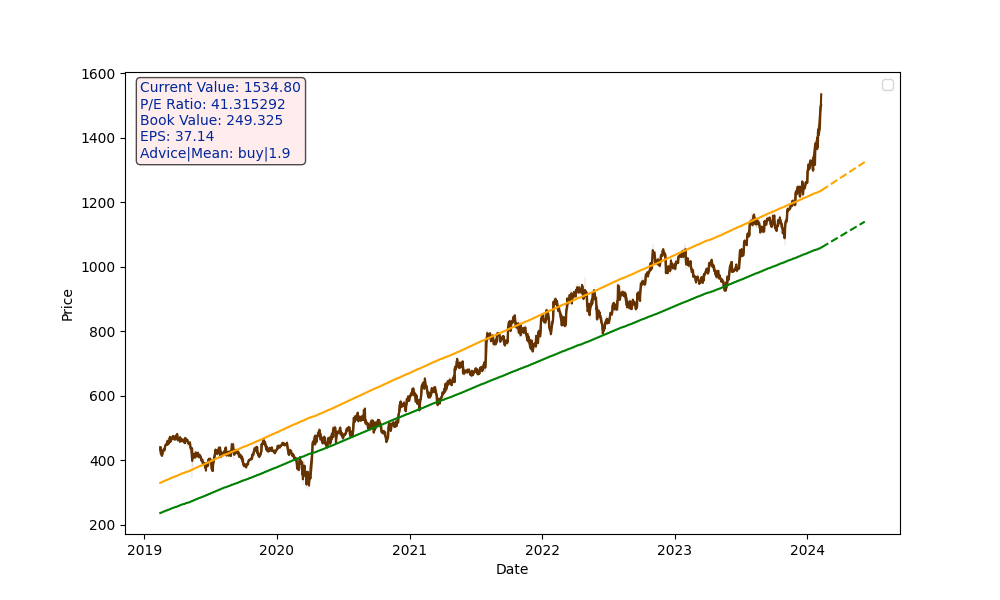 Current Value: 1534.80
P/E Ratio: 41.315292
Book Value: 249.325
EPS: 37.14
Advice|Mean: buy|1.9
1600
1400
1200
1000
800
600
400
200
Price
2019 2020 2021 2022 2023 2024
Date